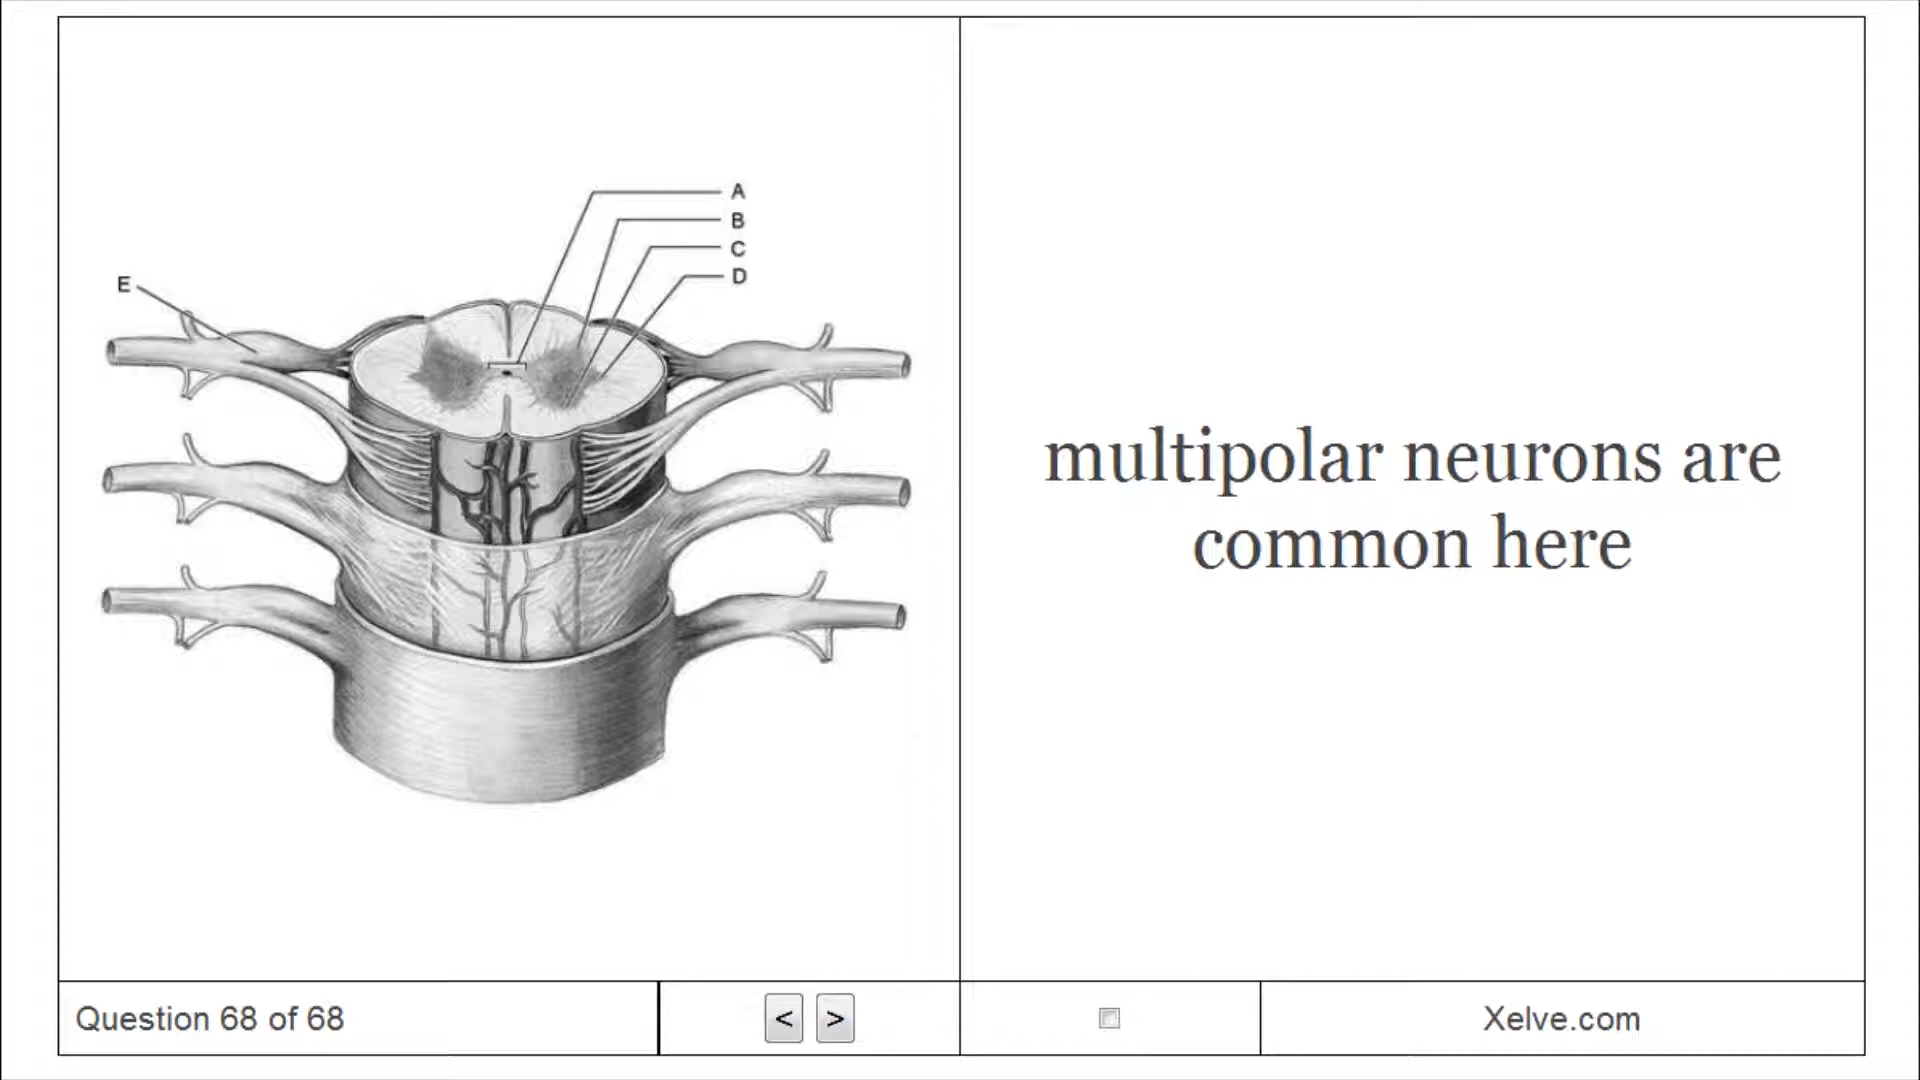 A
B
C
D
E
multipolar neurons are
common here
Question 68 of 68
< >
Xelve.com